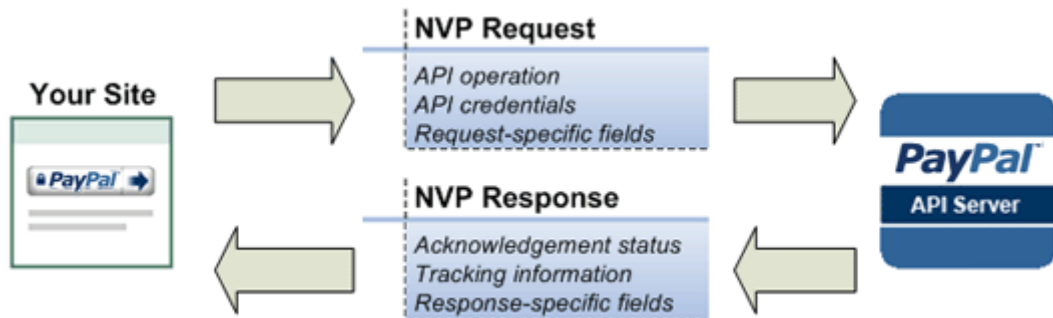 Your Site
PayPal
NVP Request
API operation
API credentials
Request-specific fields
NVP Response
Acknowledgement status
Tracking information
Response-specific fields
PayPal
API Server